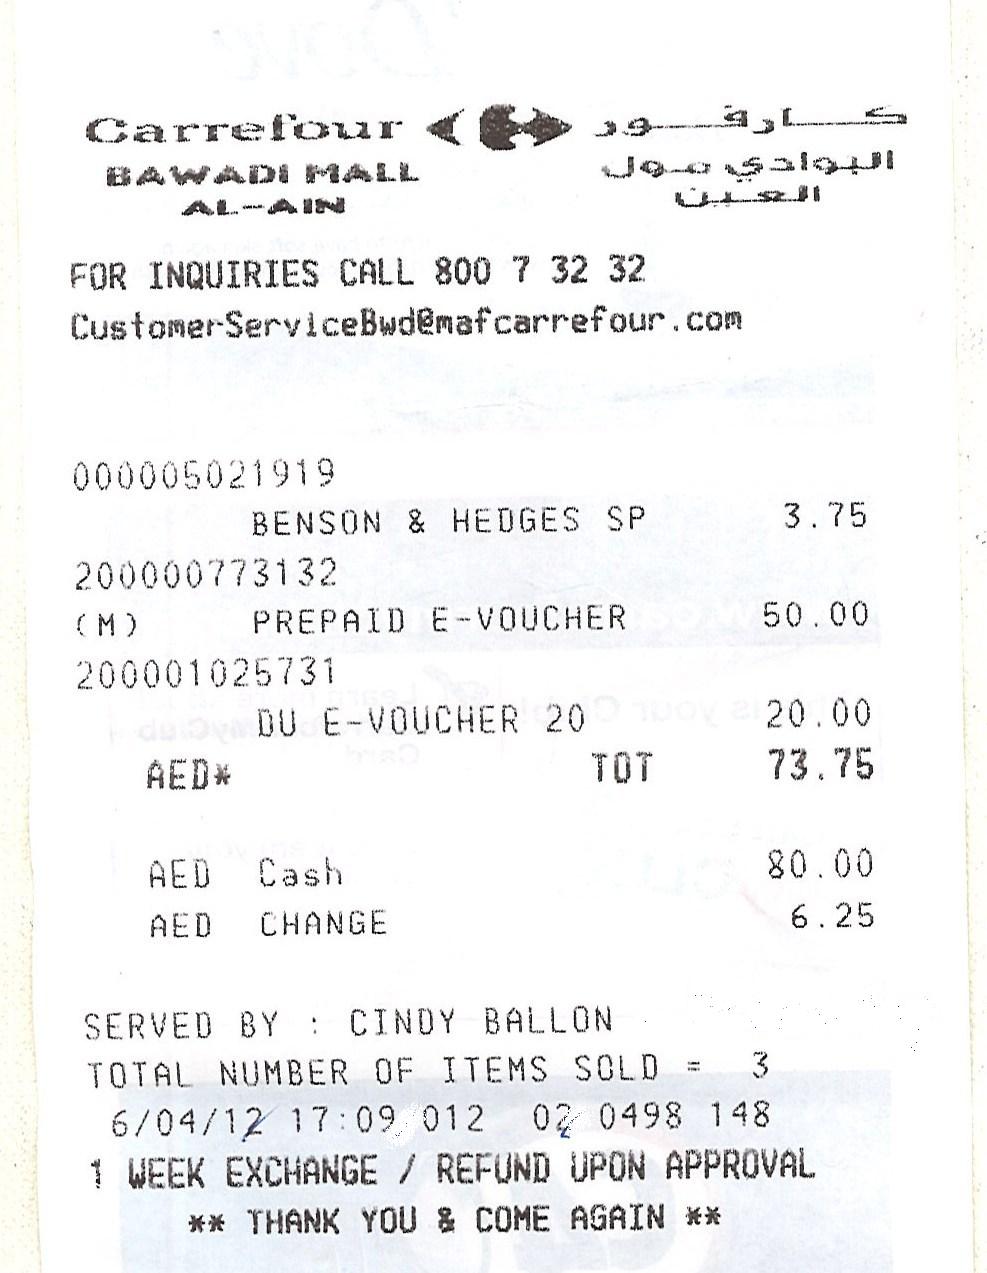 Carrefour كارفور
BAWADI MALL البوادي مول
AL-AIN العين
FOR INQUIRIES CALL 800 7 32 32
CustomerServiceBwd@mafcarrefour.com
000005021919
BENSON & HEDGES SP 3.75
200000773132
(M) PREPAID E-VOUCHER 50.00
200001025731
DU E-VOUCHER 20 20.00
AED* TOT 73.75
AED Cash 80.00
AED CHANGE 6.25
SERVED BY : CINDY BALLON
TOTAL NUMBER OF ITEMS SOLD = 3
6/04/12 17:09 012 02 0498 148
1 WEEK EXCHANGE / REFUND UPON APPROVAL
** THANK YOU & COME AGAIN **